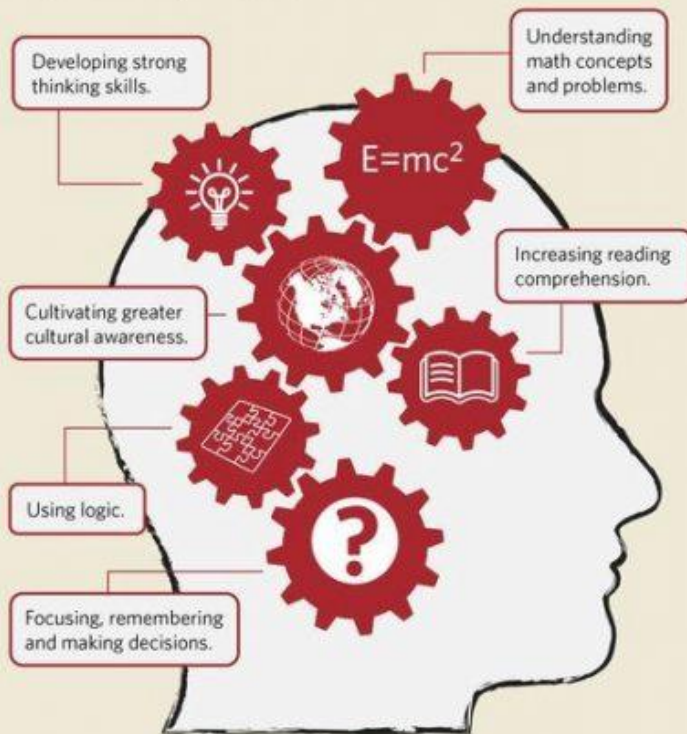 Developing strong
thinking skills.
Understanding
math concepts
and problems.
E=mc²
Increasing reading
comprehension.
Cultivating greater
cultural awareness.
Using logic.
?
Focusing, remembering
and making decisions.